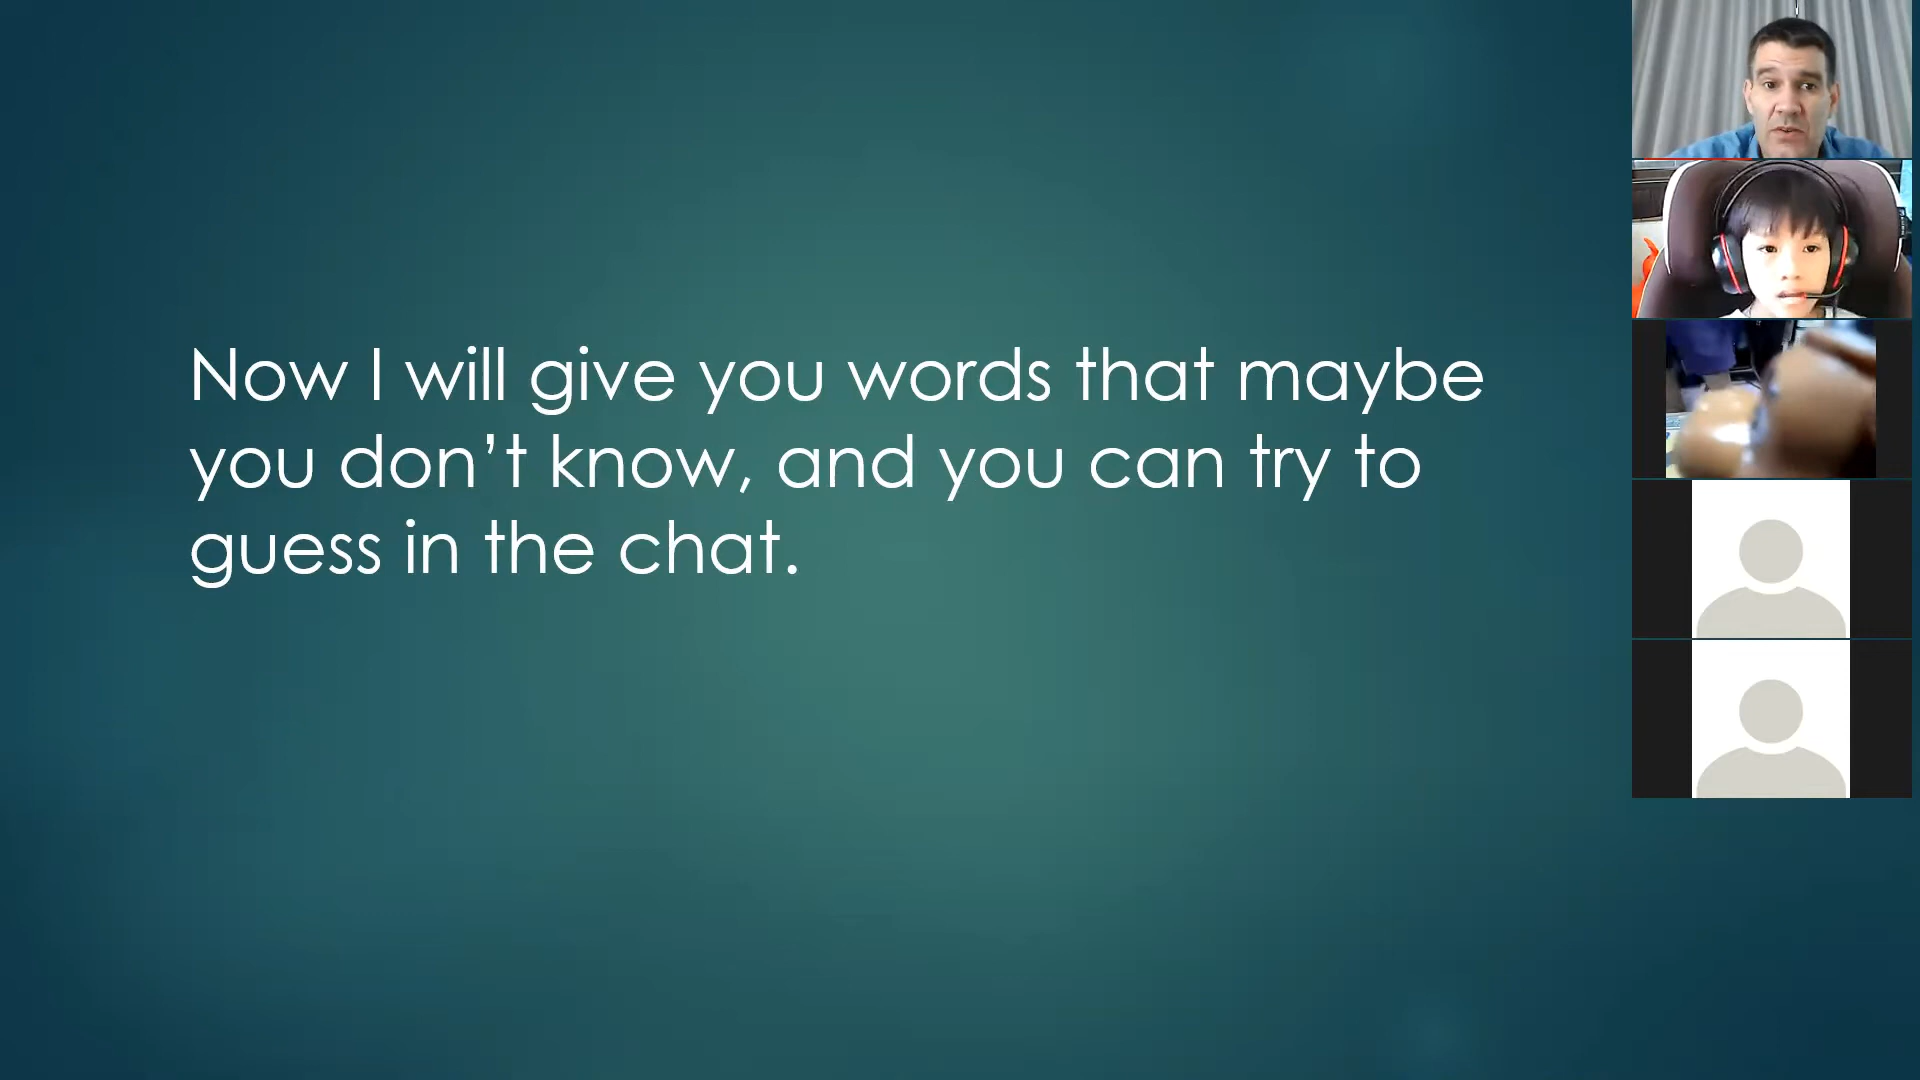 Now I will give you words that maybe
you don’t know, and you can try to
guess in the chat.